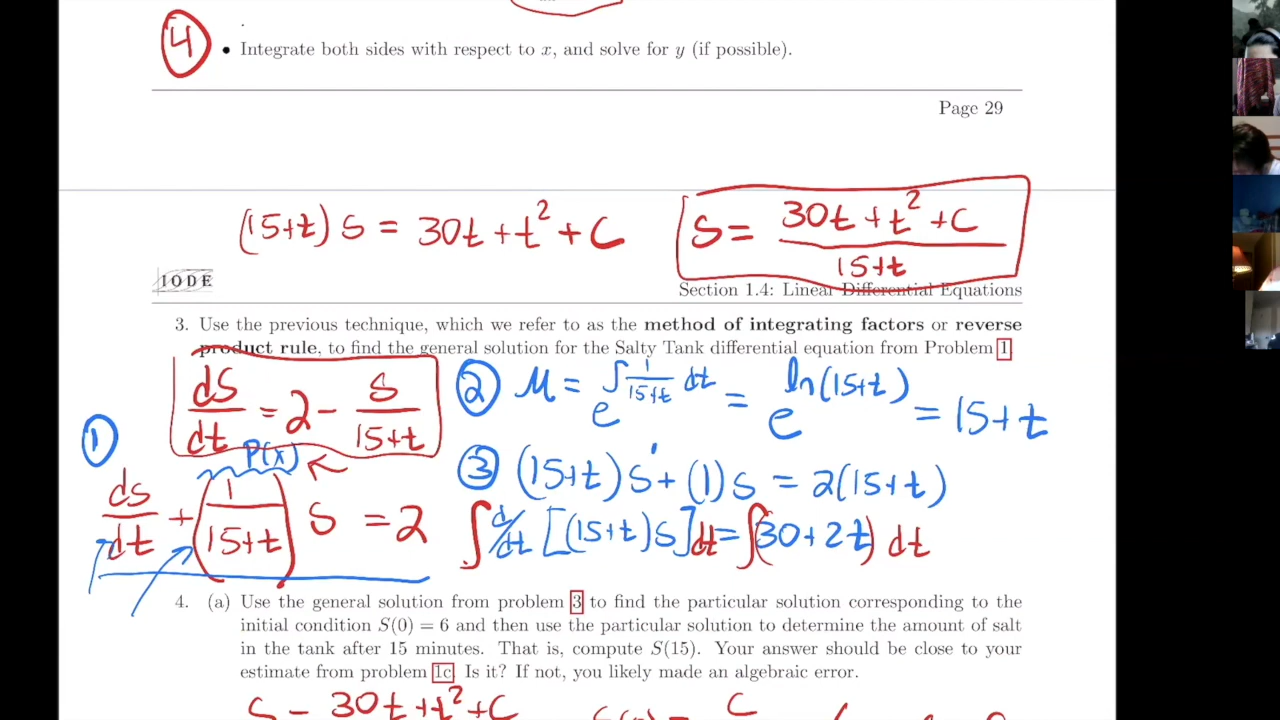 4
• Integrate both sides with respect to x, and solve for y (if possible).
Page 29
(15+t) S = 30t + t² + C
S = (30t + t² + C)/(15+t)
IODE
Section 1.4: Linear Differential Equations
3. Use the previous technique, which we refer to as the method of integrating factors or reverse
product rule, to find the general solution for the Salty Tank differential equation from Problem 1.
dS/dt = 2 − S/(15+t)
② μ = e^(∫ 1/(15+t) dt) = e^(ln(15+t)) = 15+t
①
P(x)
dS/dt + (1/(15+t)) S = 2
③ (15+t)S' + (1)S = 2(15+t)
∫ d/dt [(15+t)S] dt = ∫(30+2t) dt
4. (a) Use the general solution from problem 3 to find the particular solution corresponding to the
initial condition S(0) = 6 and then use the particular solution to determine the amount of salt
in the tank after 15 minutes. That is, compute S(15). Your answer should be close to your
estimate from problem 1c. Is it? If not, you likely made an algebraic error.
S = 30t + t² + C
C